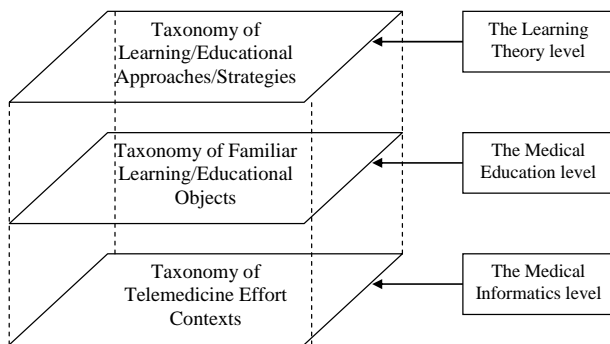 Taxonomy of
Learning/Educational
Approaches/Strategies
The Learning
Theory level
Taxonomy of Familiar
Learning/Educational
Objects
The Medical
Education level
Taxonomy of
Telemedicine Effort
Contexts
The Medical
Informatics level